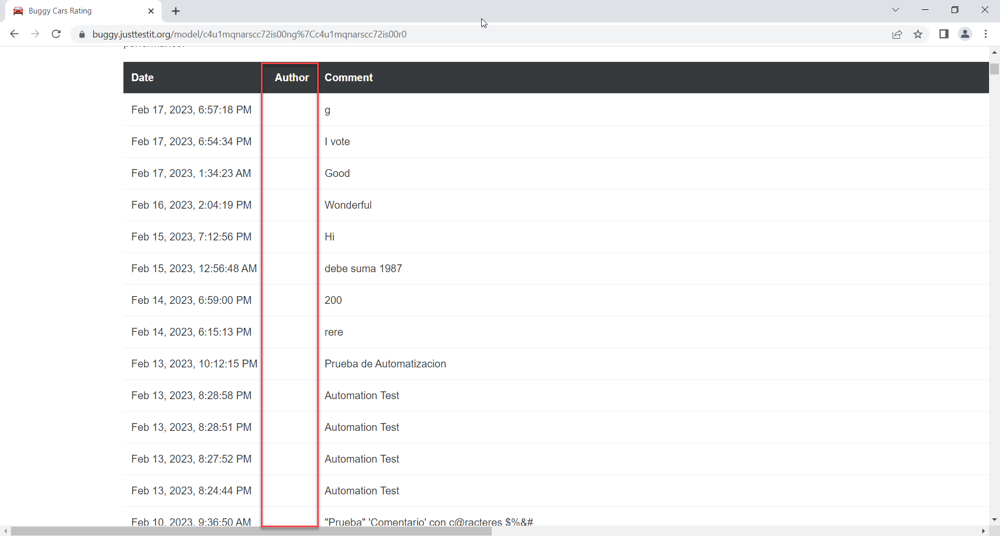 Buggy Cars Rating
buggy.justtestit.org/model/c4u1mqnarscc72is00ng%7Cc4u1mqnarscc72is00r0
performance.
Date Author Comment
Feb 17, 2023, 6:57:18 PM g
Feb 17, 2023, 6:54:34 PM I vote
Feb 17, 2023, 1:34:23 AM Good
Feb 16, 2023, 2:04:19 PM Wonderful
Feb 15, 2023, 7:12:56 PM Hi
Feb 15, 2023, 12:56:48 AM debe suma 1987
Feb 14, 2023, 6:59:00 PM 200
Feb 14, 2023, 6:15:13 PM rere
Feb 13, 2023, 10:12:15 PM Prueba de Automatizacion
Feb 13, 2023, 8:28:58 PM Automation Test
Feb 13, 2023, 8:28:51 PM Automation Test
Feb 13, 2023, 8:27:52 PM Automation Test
Feb 13, 2023, 8:24:44 PM Automation Test
Feb 10, 2023, 9:36:50 AM "Prueba" 'Comentario' con c@racteres $%&#